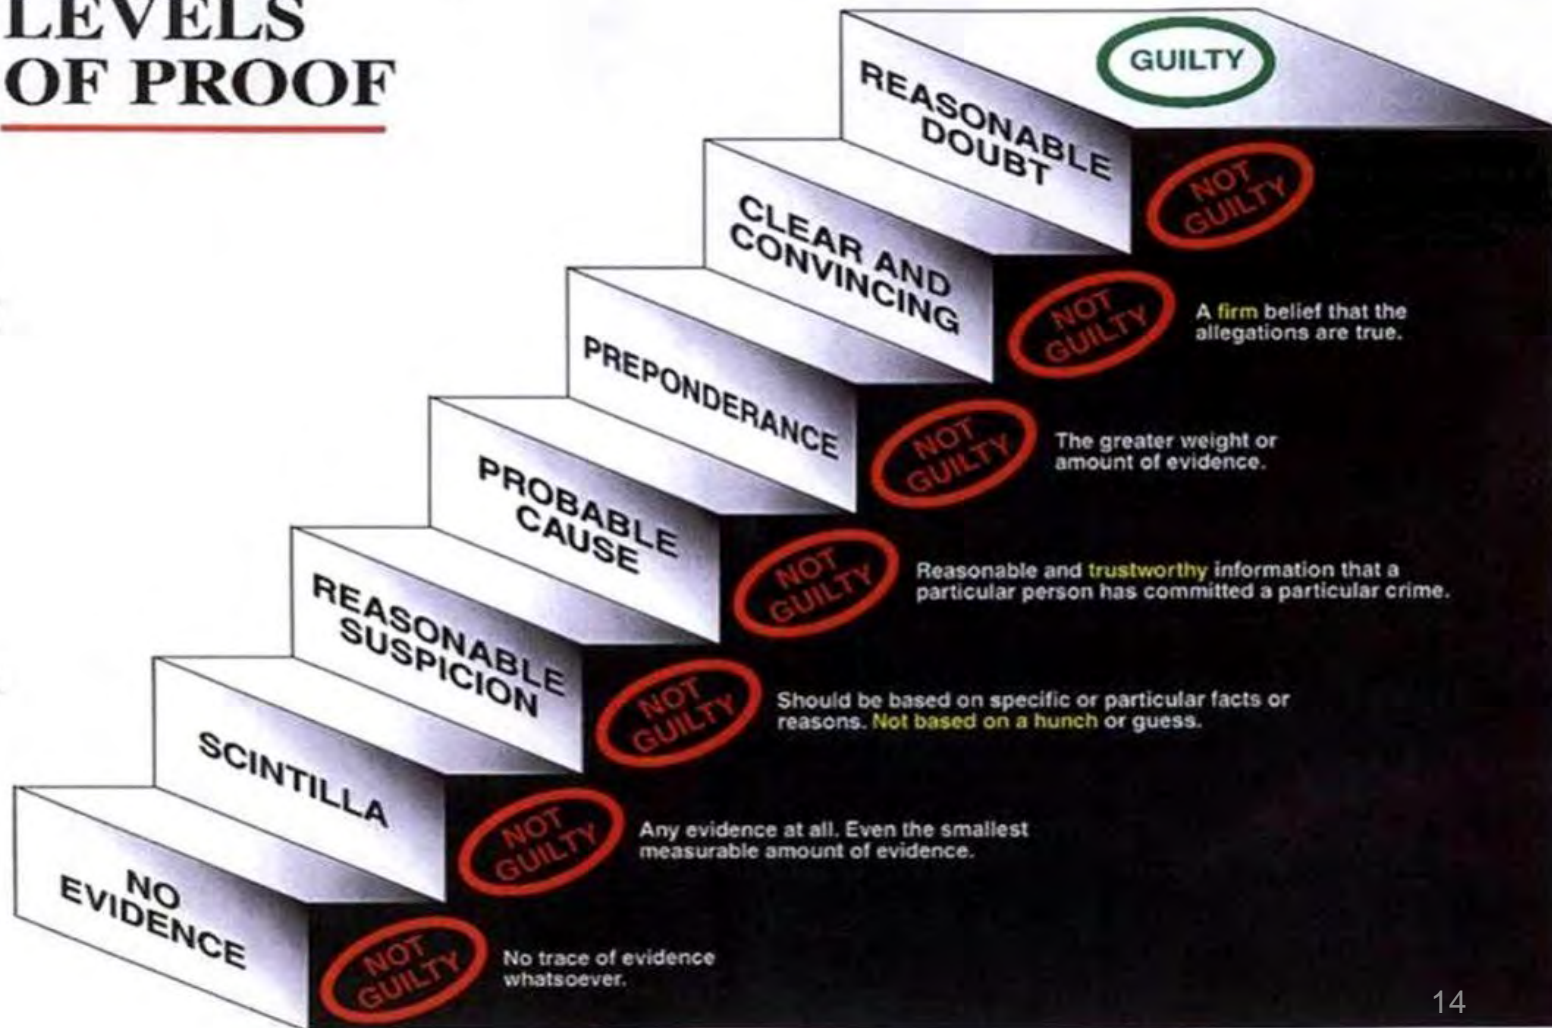 LEVELS
OF PROOF
GUILTY
REASONABLE
DOUBT
NOT
GUILTY
CLEAR AND
CONVINCING
NOT
GUILTY
A firm belief that the
allegations are true.
PREPONDERANCE
NOT
GUILTY
The greater weight or
amount of evidence.
PROBABLE
CAUSE
NOT
GUILTY
Reasonable and trustworthy information that a
particular person has committed a particular crime.
REASONABLE
SUSPICION
NOT
GUILTY
Should be based on specific or particular facts or
reasons. Not based on a hunch or guess.
SCINTILLA
NOT
GUILTY
Any evidence at all. Even the smallest
measurable amount of evidence.
NO
EVIDENCE
NOT
GUILTY
No trace of evidence
whatsoever.
14